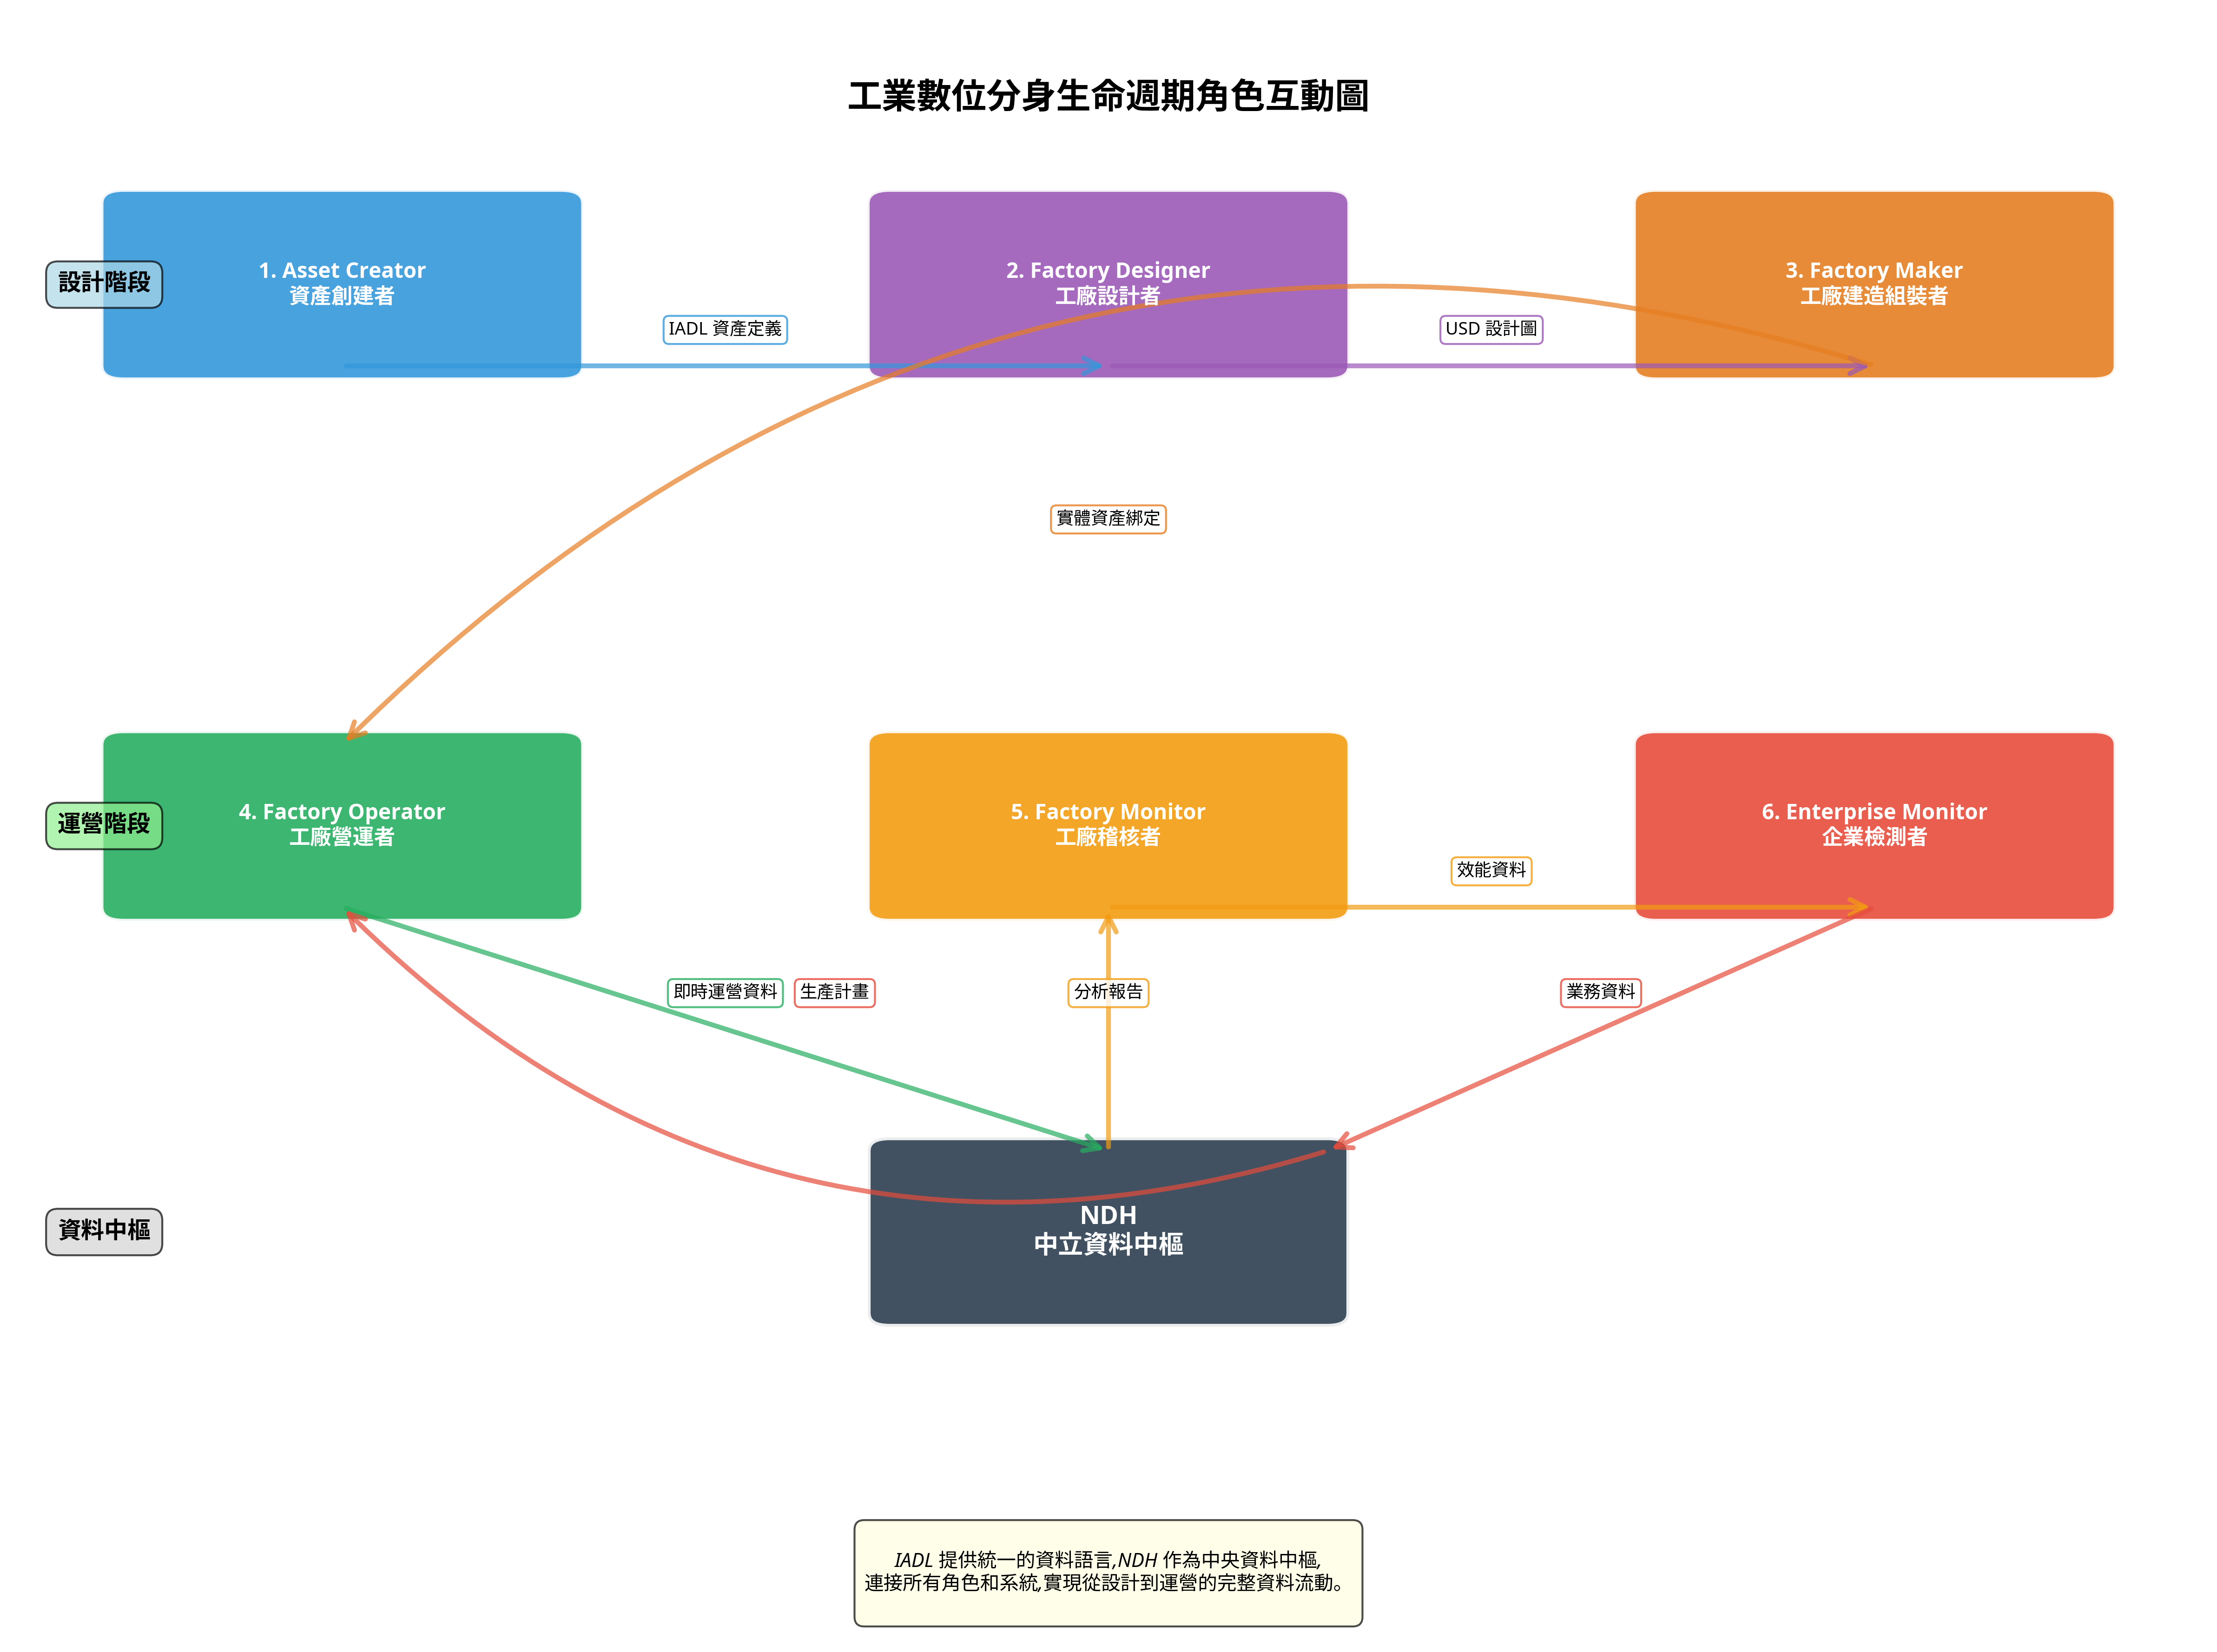 工業數位分身生命週期角色互動圖
設計階段
1. Asset Creator
資產創建者
IADL 資產定義
2. Factory Designer
工廠設計者
USD 設計圖
3. Factory Maker
工廠建造組裝者
實體資產綁定
運營階段
4. Factory Operator
工廠營運者
5. Factory Monitor
工廠稽核者
效能資料
6. Enterprise Monitor
企業檢測者
即時運營資料
生產計畫
分析報告
業務資料
資料中樞
NDH
中立資料中樞
IADL 提供統一的資料語言,NDH 作為中央資料中樞,
連接所有角色和系統,實現從設計到運營的完整資料流動。